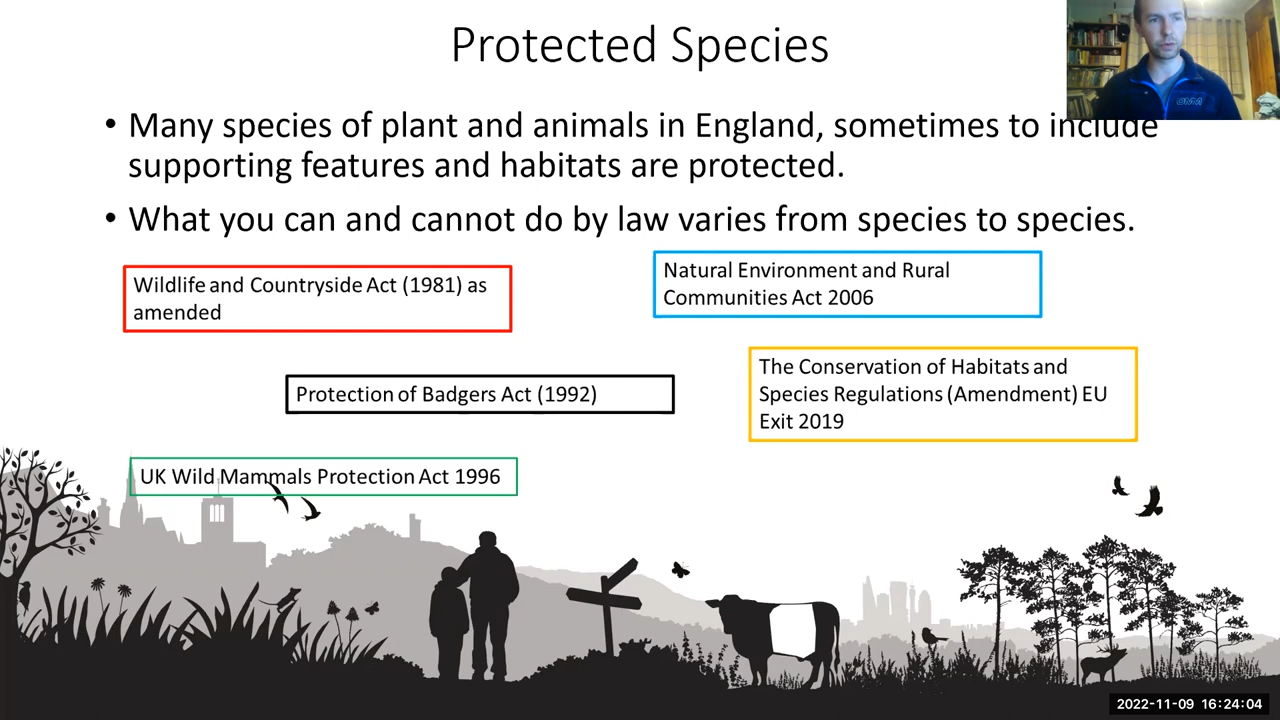 Protected Species
• Many species of plant and animals in England, sometimes to include
supporting features and habitats are protected.
• What you can and cannot do by law varies from species to species.
Wildlife and Countryside Act (1981) as
amended
Natural Environment and Rural
Communities Act 2006
The Conservation of Habitats and
Species Regulations (Amendment) EU
Exit 2019
Protection of Badgers Act (1992)
UK Wild Mammals Protection Act 1996
2022-11-09 16:24:04